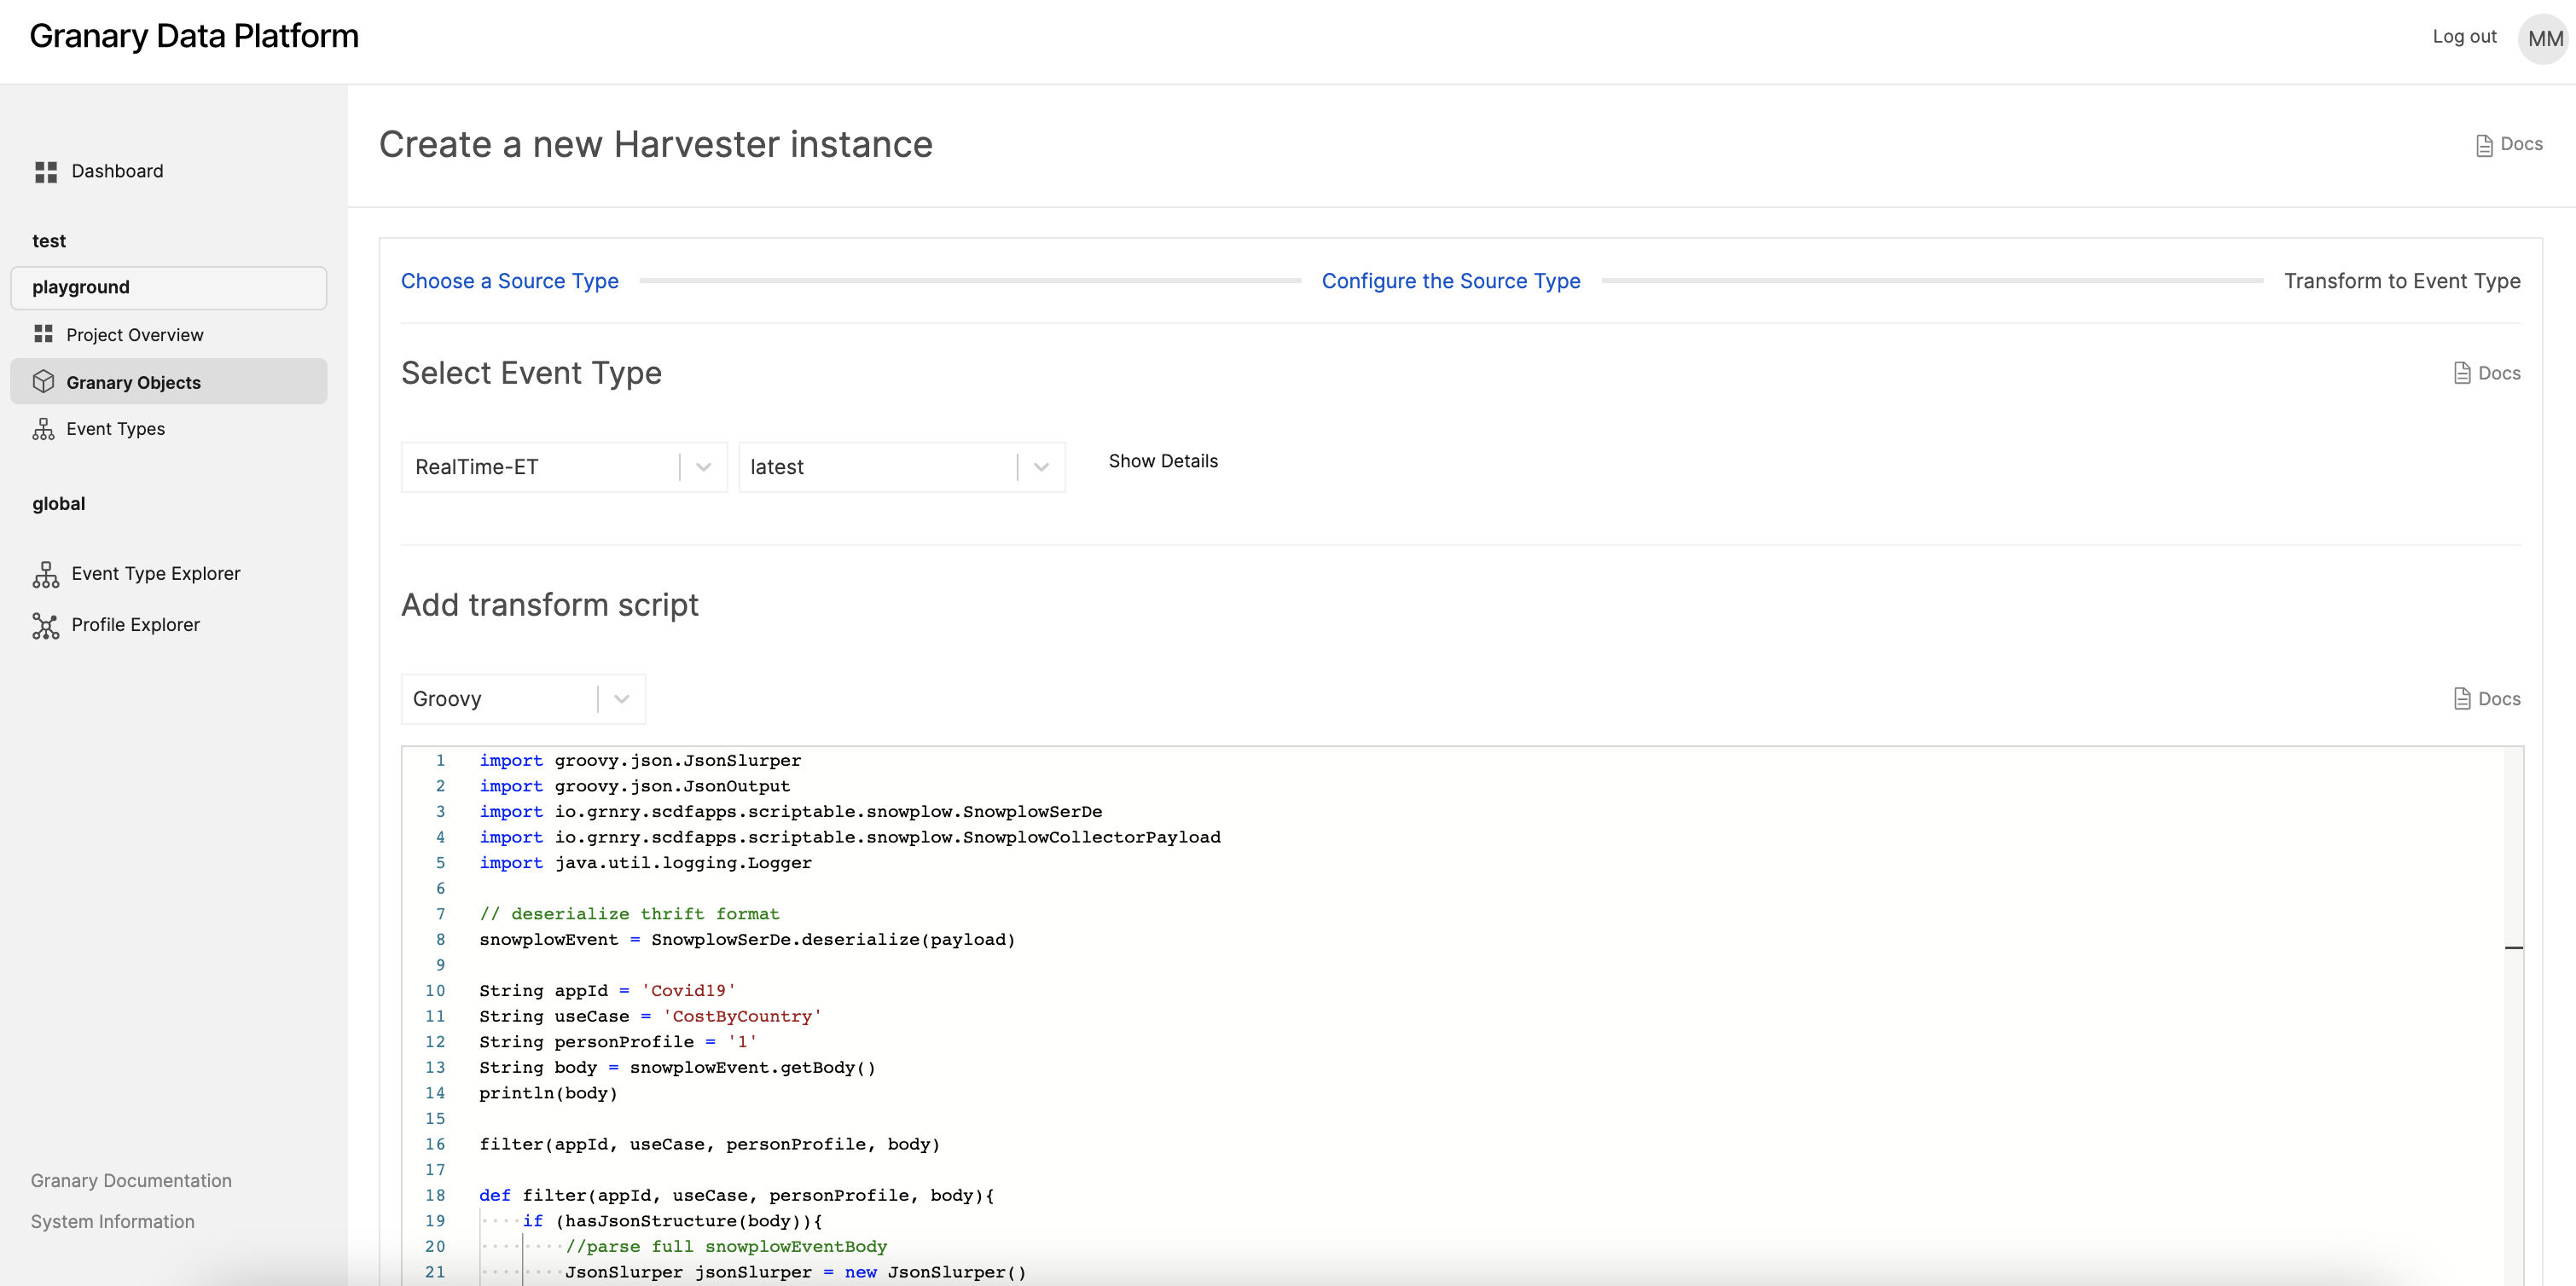 Granary Data Platform
Log out
MM
Dashboard
test
playground
Project Overview
Granary Objects
Event Types
global
Event Type Explorer
Profile Explorer
Granary Documentation
System Information
Create a new Harvester instance
Docs
Choose a Source Type
Configure the Source Type
Transform to Event Type
Select Event Type
Docs
RealTime-ET
latest
Show Details
Add transform script
Groovy
Docs
1 import groovy.json.JsonSlurper
2 import groovy.json.JsonOutput
3 import io.grnry.scdfapps.scriptable.snowplow.SnowplowSerDe
4 import io.grnry.scdfapps.scriptable.snowplow.SnowplowCollectorPayload
5 import java.util.logging.Logger
6
7 // deserialize thrift format
8 snowplowEvent = SnowplowSerDe.deserialize(payload)
9
10 String appId = 'Covid19'
11 String useCase = 'CostByCountry'
12 String personProfile = '1'
13 String body = snowplowEvent.getBody()
14 println(body)
15
16 filter(appId, useCase, personProfile, body)
17
18 def filter(appId, useCase, personProfile, body){
19 ····if (hasJsonStructure(body)){
20 ········//parse full snowplowEventBody
21 ········JsonSlurper jsonSlurper = new JsonSlurper()